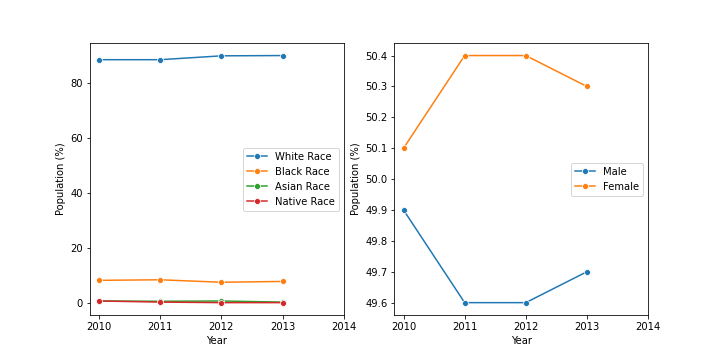 80
60
40
20
0
2010 2011 2012 2013 2014
Year
Population (%)
White Race
Black Race
Asian Race
Native Race
50.4
50.3
50.2
50.1
50.0
49.9
49.8
49.7
49.6
2010 2011 2012 2013 2014
Year
Population (%)
Male
Female